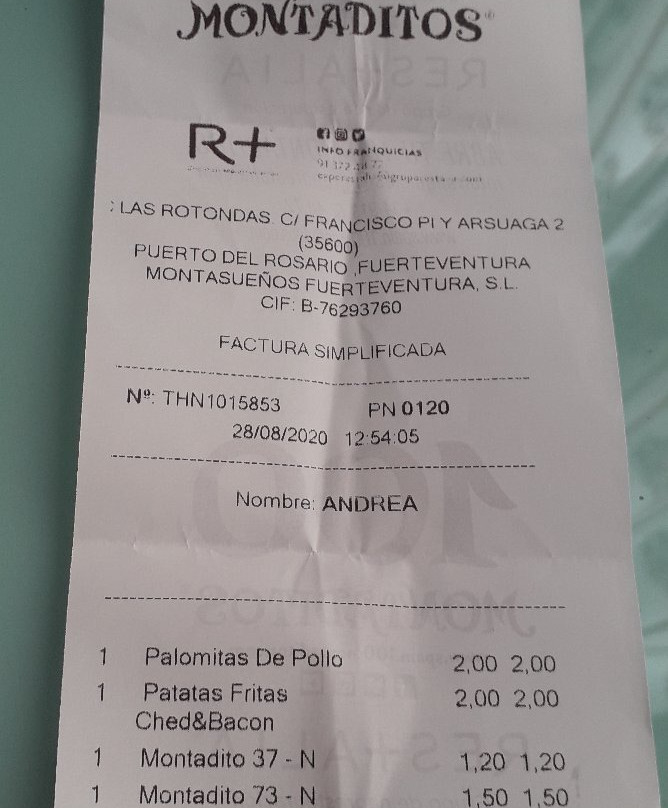 MONTADITOS
R+
INFO FRANQUICIAS
C LAS ROTONDAS. C/ FRANCISCO PI Y ARSUAGA 2
(35600)
PUERTO DEL ROSARIO ,FUERTEVENTURA
MONTASUEÑOS FUERTEVENTURA, S.L.
CIF: B-76293760
FACTURA SIMPLIFICADA
Nº: THN1015853 PN 0120
28/08/2020 12:54:05
Nombre: ANDREA
1 Palomitas De Pollo 2,00 2,00
1 Patatas Fritas 2,00 2,00
Ched&Bacon
1 Montadito 37 - N 1,20 1,20
1 Montadito 73 - N 1,50 1,50